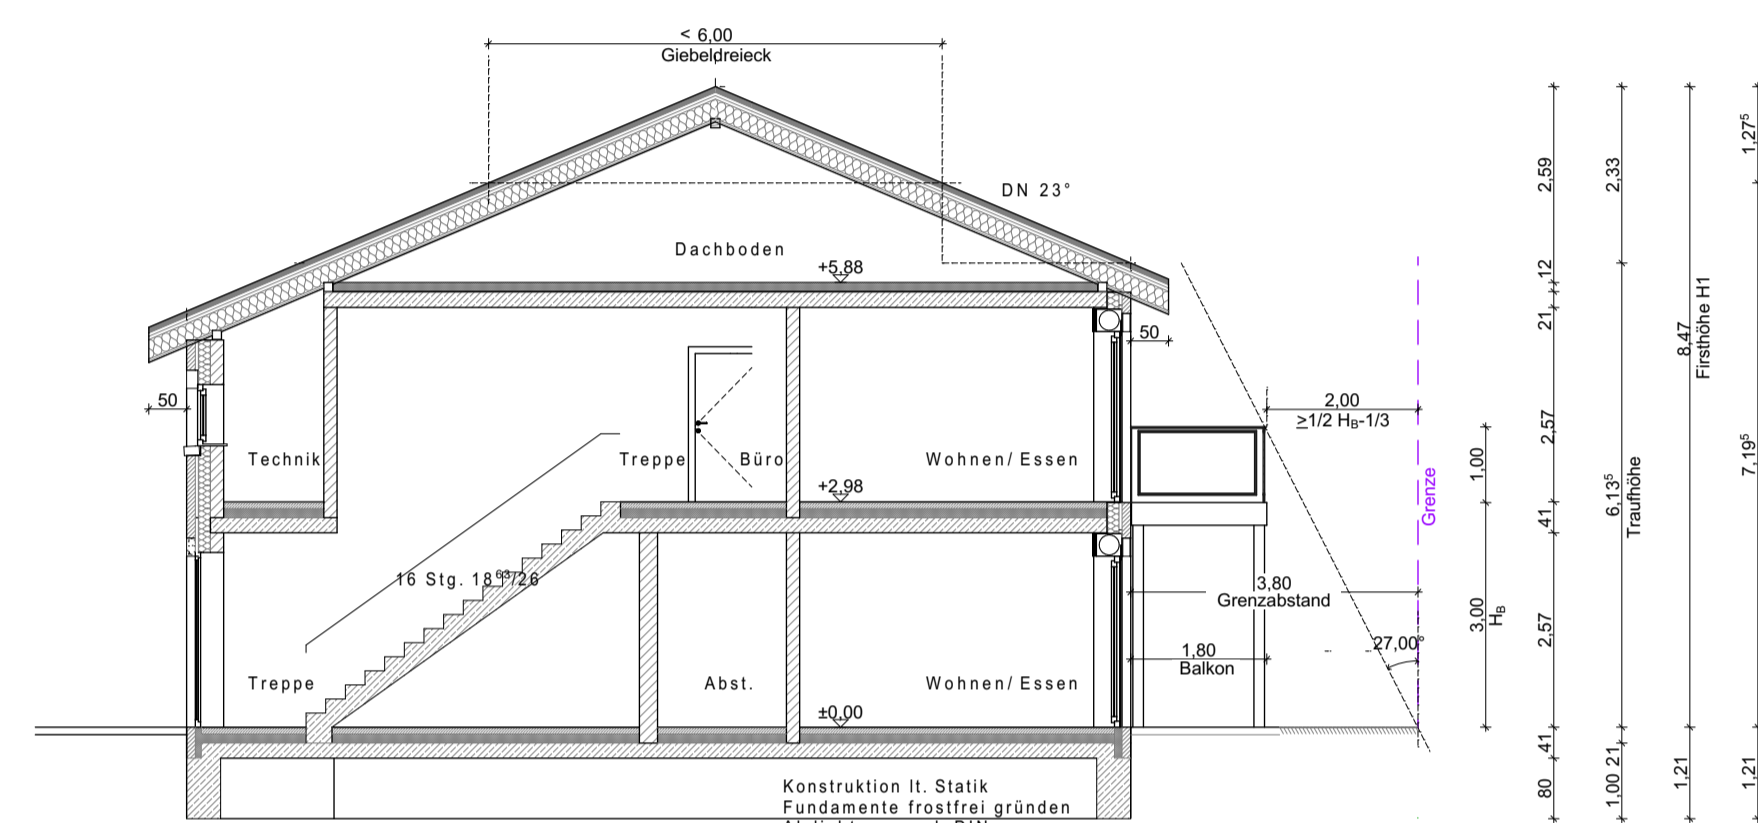 < 6,00
Giebeldreieck
DN 23°
Dachboden
+5,88
50
50
2,00
≥1/2 HB-1/3
Technik
Treppe
Büro
Wohnen/ Essen
+2,98
Grenze
16 Stg. 18⁶³/26
3,80
Grenzabstand
27,00°
1,80
Balkon
Treppe
Abst.
Wohnen/ Essen
±0,00
Konstruktion lt. Statik
Fundamente frostfrei gründen
1,00
3,00
HB
2,59
12
21
2,57
41
2,57
41
80
2,33
6,13⁵
Traufhöhe
21
1,00
8,47
Firsthöhe H1
1,21
1,27⁵
7,19⁵
1,21